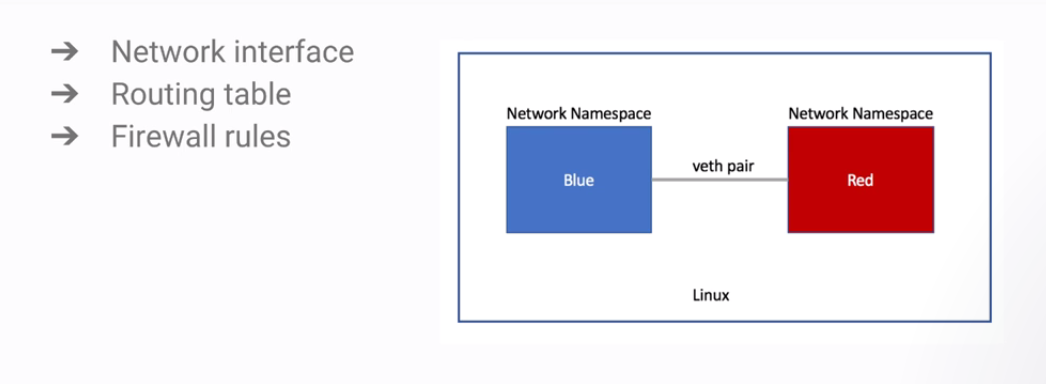 ➔ Network interface
➔ Routing table
➔ Firewall rules
Network Namespace
Network Namespace
Blue
veth pair
Red
Linux